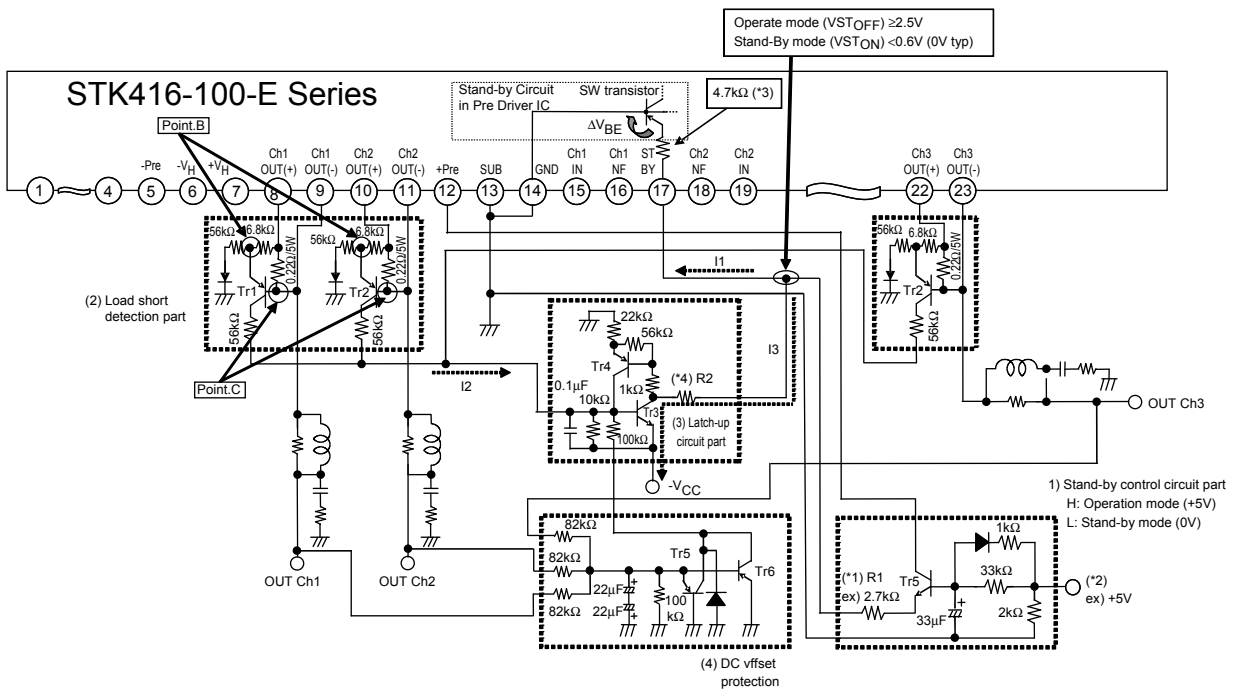 Operate mode (VSTOFF) ≥2.5V
Stand-By mode (VSTON) <0.6V (0V typ)
STK416-100-E Series
Stand-by Circuit
in Pre Driver IC
SW transistor
4.7kΩ (*3)
ΔVBE
Point.B
-Pre
-VH
+VH
Ch1
OUT(+)
Ch1
OUT(-)
Ch2
OUT(+)
Ch2
OUT(-)
+Pre
SUB
GND
Ch1
IN
Ch1
NF
ST
BY
Ch2
NF
Ch2
IN
Ch3
OUT(+)
Ch3
OUT(-)
1
4
5
6
7
8
9
10
11
12
13
14
15
16
17
18
19
22
23
56kΩ
6.8kΩ
0.22Ω/5W
Tr1
56kΩ
56kΩ
6.8kΩ
0.22Ω/5W
Tr2
56kΩ
56kΩ
6.8kΩ
0.22Ω/5W
Tr2
56kΩ
(2) Load short
detection part
Point.C
I1
I2
I3
22kΩ
56kΩ
Tr4
0.1µF
10kΩ
1kΩ
(*4) R2
Tr3
100kΩ
(3) Latch-up
circuit part
-VCC
OUT Ch3
1) Stand-by control circuit part
H: Operation mode (+5V)
L: Stand-by mode (0V)
OUT Ch1
OUT Ch2
82kΩ
82kΩ
82kΩ
22µF
22µF
+
+
100
kΩ
Tr5
Tr6
(4) DC vffset
protection
(*1) R1
ex) 2.7kΩ
Tr5
1kΩ
33kΩ
33µF
+
2kΩ
(*2)
ex) +5V